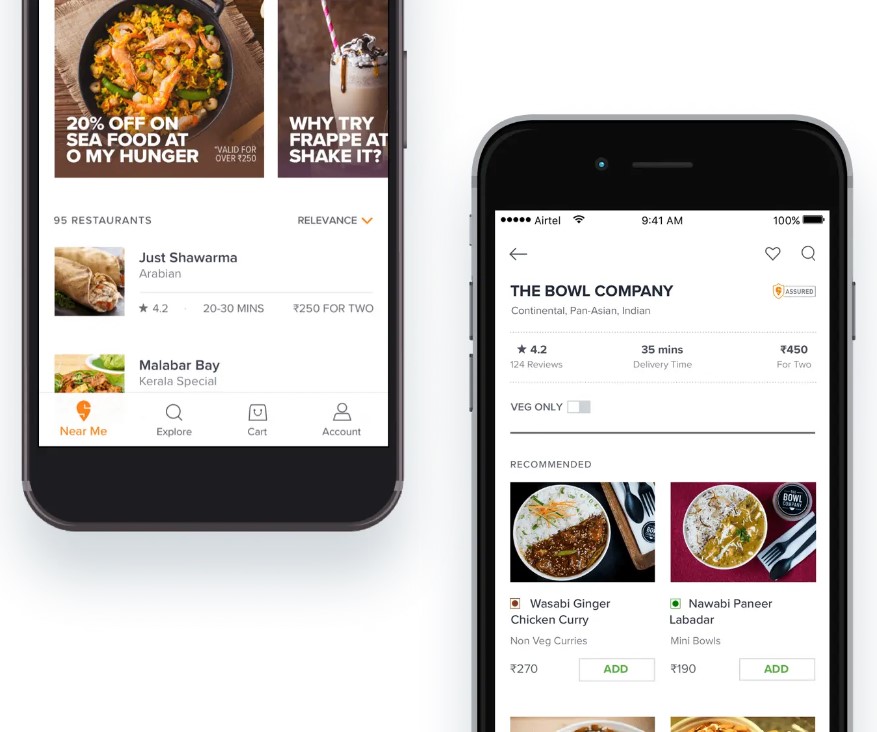 20% OFF ON
SEA FOOD AT
O MY HUNGER
*VALID FOR
OVER ₹250
WHY TRY
FRAPPE AT
SHAKE IT?
95 RESTAURANTS
RELEVANCE
Just Shawarma
Arabian
★ 4.2 · 20-30 MINS ₹250 FOR TWO
Malabar Bay
Kerala Special
Near Me Explore Cart Account
Airtel 9:41 AM 100%
THE BOWL COMPANY
ASSURED
Continental, Pan-Asian, Indian
★ 4.2 35 mins ₹450
124 Reviews Delivery Time For Two
VEG ONLY
RECOMMENDED
BOWL
COMPANY
Wasabi Ginger
Chicken Curry
Non Veg Curries
₹270 ADD
Nawabi Paneer
Labadar
Mini Bowls
₹190 ADD